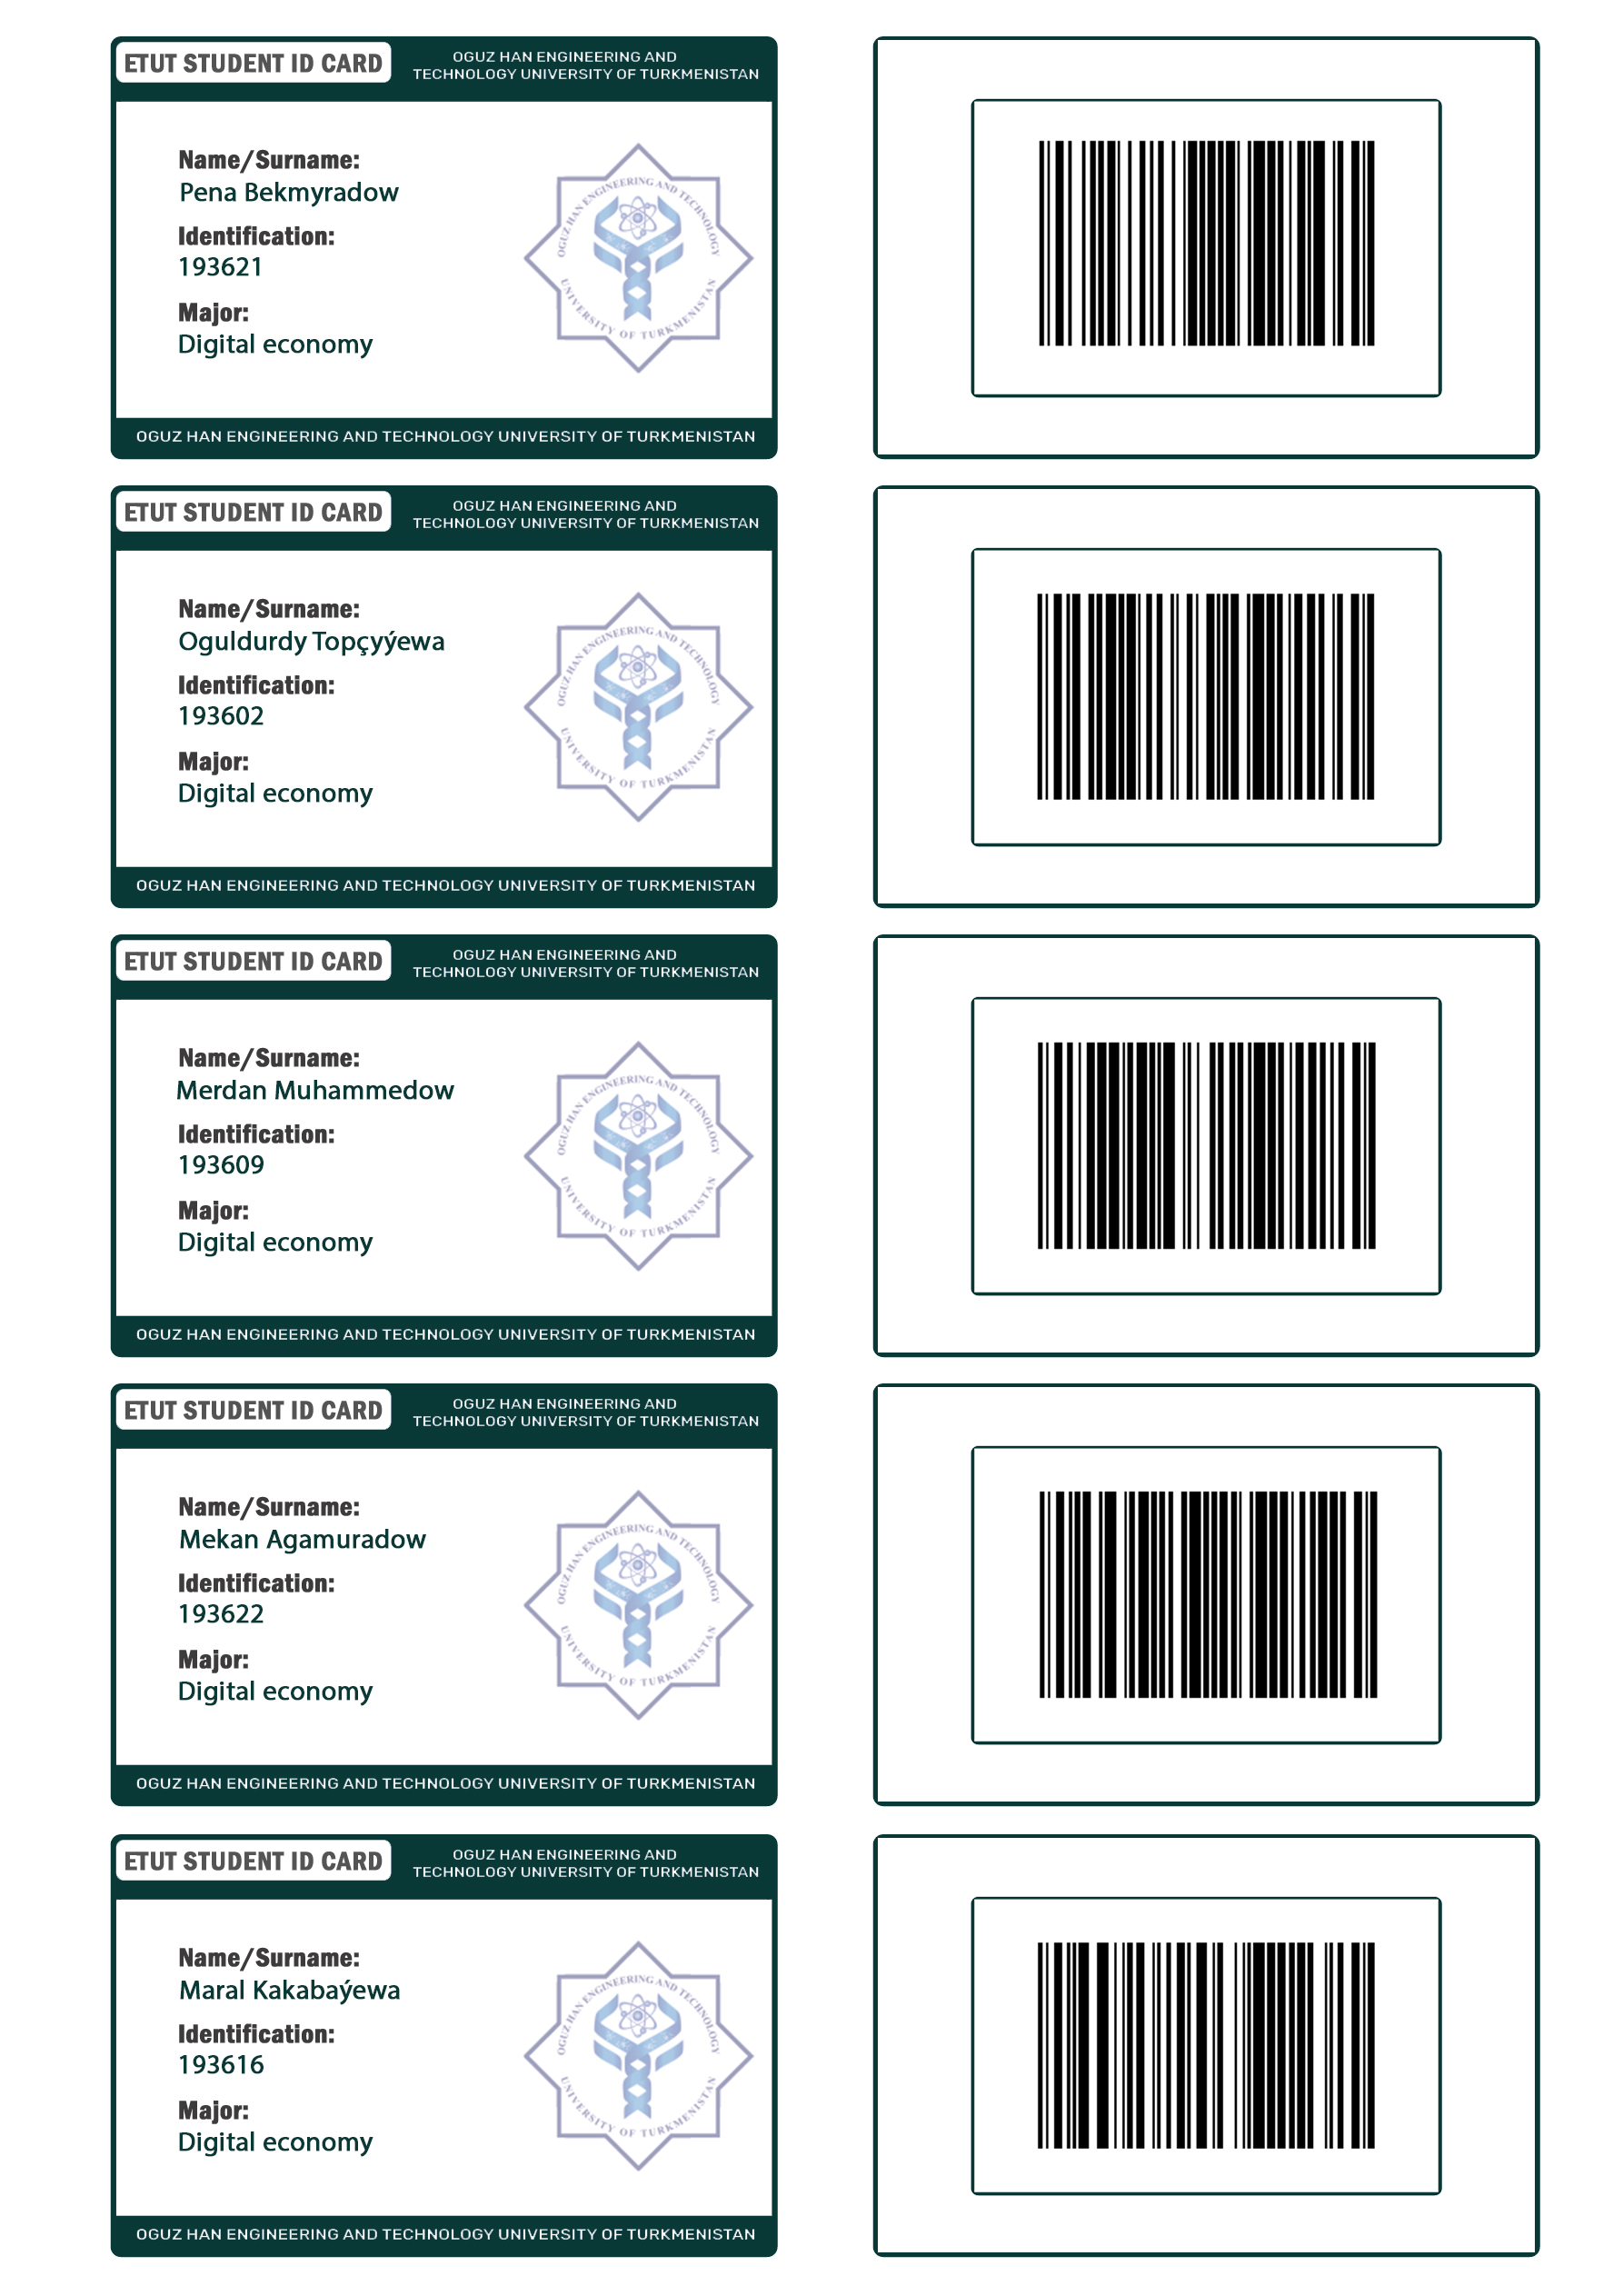 ETUT STUDENT ID CARD
OGUZ HAN ENGINEERING AND
TECHNOLOGY UNIVERSITY OF TURKMENISTAN
Name/Surname:
Pena Bekmyradow
Identification:
193621
Major:
Digital economy
OGUZ HAN ENGINEERING AND TECHNOLOGY
UNIVERSITY OF TURKMENISTAN
OGUZ HAN ENGINEERING AND TECHNOLOGY UNIVERSITY OF TURKMENISTAN
ETUT STUDENT ID CARD
OGUZ HAN ENGINEERING AND
TECHNOLOGY UNIVERSITY OF TURKMENISTAN
Name/Surname:
Oguldurdy Topçyýewa
Identification:
193602
Major:
Digital economy
OGUZ HAN ENGINEERING AND TECHNOLOGY
UNIVERSITY OF TURKMENISTAN
OGUZ HAN ENGINEERING AND TECHNOLOGY UNIVERSITY OF TURKMENISTAN
ETUT STUDENT ID CARD
OGUZ HAN ENGINEERING AND
TECHNOLOGY UNIVERSITY OF TURKMENISTAN
Name/Surname:
Merdan Muhammedow
Identification:
193609
Major:
Digital economy
OGUZ HAN ENGINEERING AND TECHNOLOGY
UNIVERSITY OF TURKMENISTAN
OGUZ HAN ENGINEERING AND TECHNOLOGY UNIVERSITY OF TURKMENISTAN
ETUT STUDENT ID CARD
OGUZ HAN ENGINEERING AND
TECHNOLOGY UNIVERSITY OF TURKMENISTAN
Name/Surname:
Mekan Agamuradow
Identification:
193622
Major:
Digital economy
OGUZ HAN ENGINEERING AND TECHNOLOGY
UNIVERSITY OF TURKMENISTAN
OGUZ HAN ENGINEERING AND TECHNOLOGY UNIVERSITY OF TURKMENISTAN
ETUT STUDENT ID CARD
OGUZ HAN ENGINEERING AND
TECHNOLOGY UNIVERSITY OF TURKMENISTAN
Name/Surname:
Maral Kakabaýewa
Identification:
193616
Major:
Digital economy
OGUZ HAN ENGINEERING AND TECHNOLOGY
UNIVERSITY OF TURKMENISTAN
OGUZ HAN ENGINEERING AND TECHNOLOGY UNIVERSITY OF TURKMENISTAN